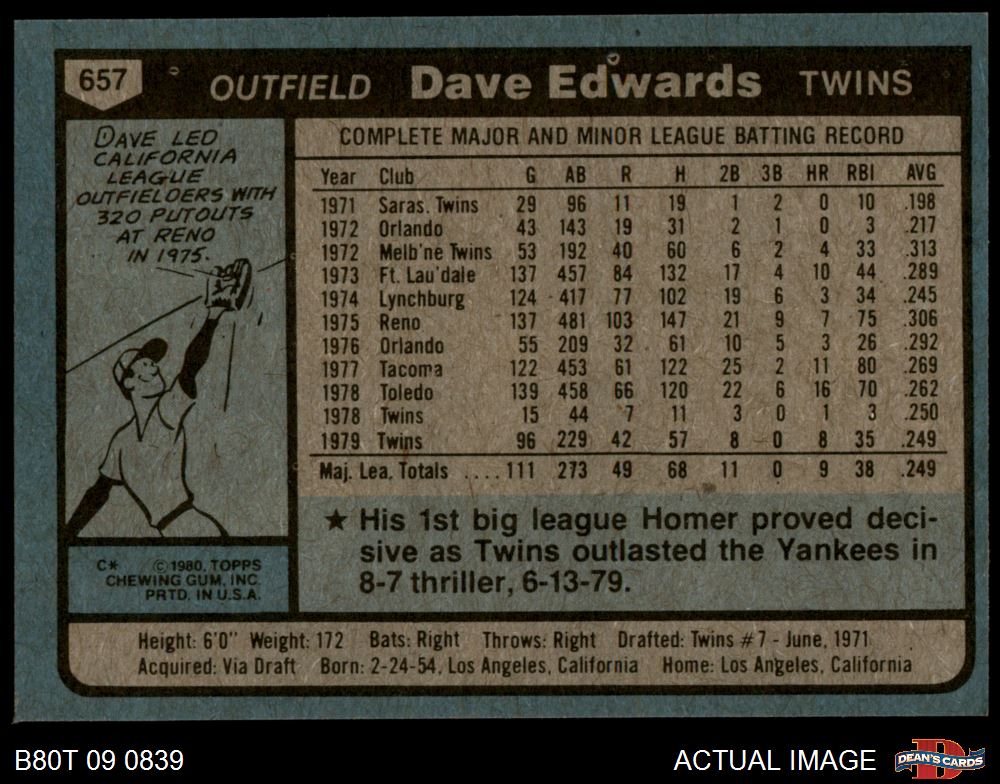 657 OUTFIELD Dave Edwards TWINS
DAVE LED
CALIFORNIA
LEAGUE
OUTFIELDERS WITH
320 PUTOUTS
AT RENO
IN 1975.
COMPLETE MAJOR AND MINOR LEAGUE BATTING RECORD
Year Club G AB R H 2B 3B HR RBI AVG
1971 Saras. Twins 29 96 11 19 1 2 0 10 .198
1972 Orlando 43 143 19 31 2 1 0 3 .217
1972 Melb'ne Twins 53 192 40 60 6 2 4 33 .313
1973 Ft. Lau'dale 137 457 84 132 17 4 10 44 .289
1974 Lynchburg 124 417 77 102 19 6 3 34 .245
1975 Reno 137 481 103 147 21 9 7 75 .306
1976 Orlando 55 209 32 61 10 5 3 26 .292
1977 Tacoma 122 453 61 122 25 2 11 80 .269
1978 Toledo 139 458 66 120 22 6 16 70 .262
1978 Twins 15 44 7 11 3 0 1 3 .250
1979 Twins 96 229 42 57 8 0 8 35 .249
Maj. Lea. Totals .... 111 273 49 68 11 0 9 38 .249
★ His 1st big league Homer proved deci-
sive as Twins outlasted the Yankees in
8-7 thriller, 6-13-79.
C* © 1980, TOPPS
CHEWING GUM, INC.
PRTD. IN U.S.A.
Height: 6'0" Weight: 172 Bats: Right Throws: Right Drafted: Twins #7 - June, 1971
Acquired: Via Draft Born: 2-24-54, Los Angeles, California Home: Los Angeles, California
B80T 09 0839 ACTUAL IMAGE
DEAN'S CARDS